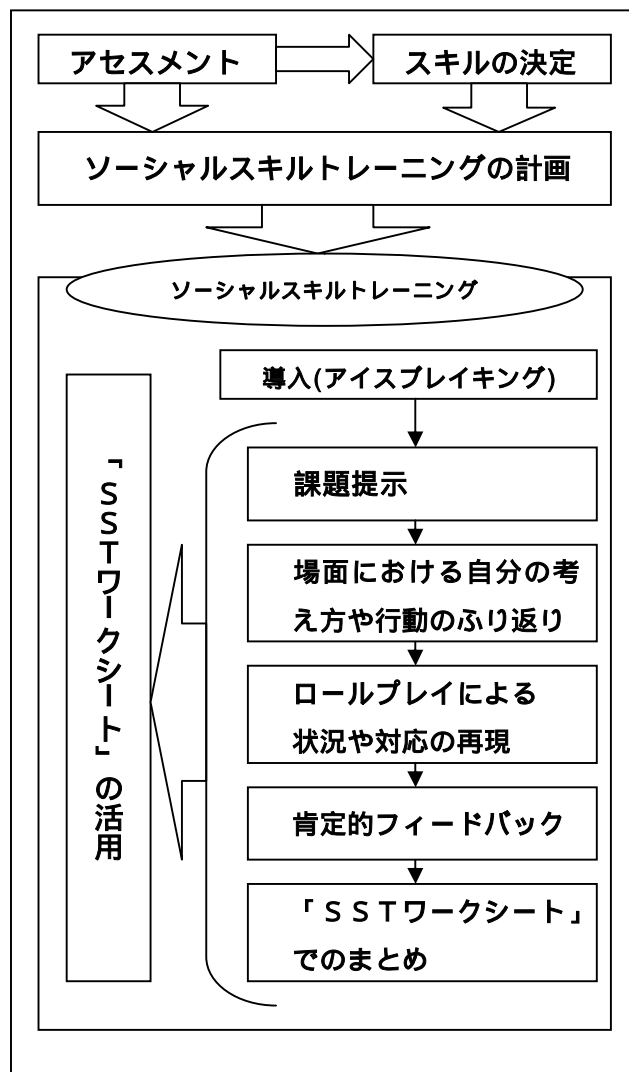 アセスメント
スキルの決定
ソーシャルスキルトレーニングの計画
ソーシャルスキルトレーニング
導入(アイスブレイキング)
「SSTワークシート」の活用
課題提示
場面における自分の考
え方や行動のふり返り
ロールプレイによる
状況や対応の再現
肯定的フィードバック
「ＳＳＴワークシート」
でのまとめ